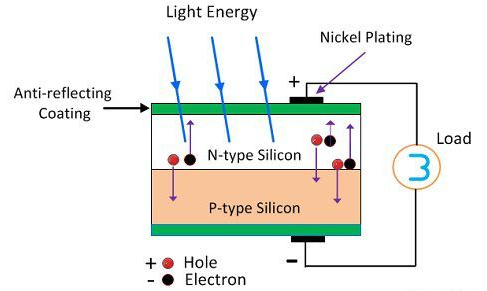 Light Energy
Nickel Plating
+
Anti-reflecting
Coating
Load
N-type Silicon
P-type Silicon
-
+ Hole
- Electron